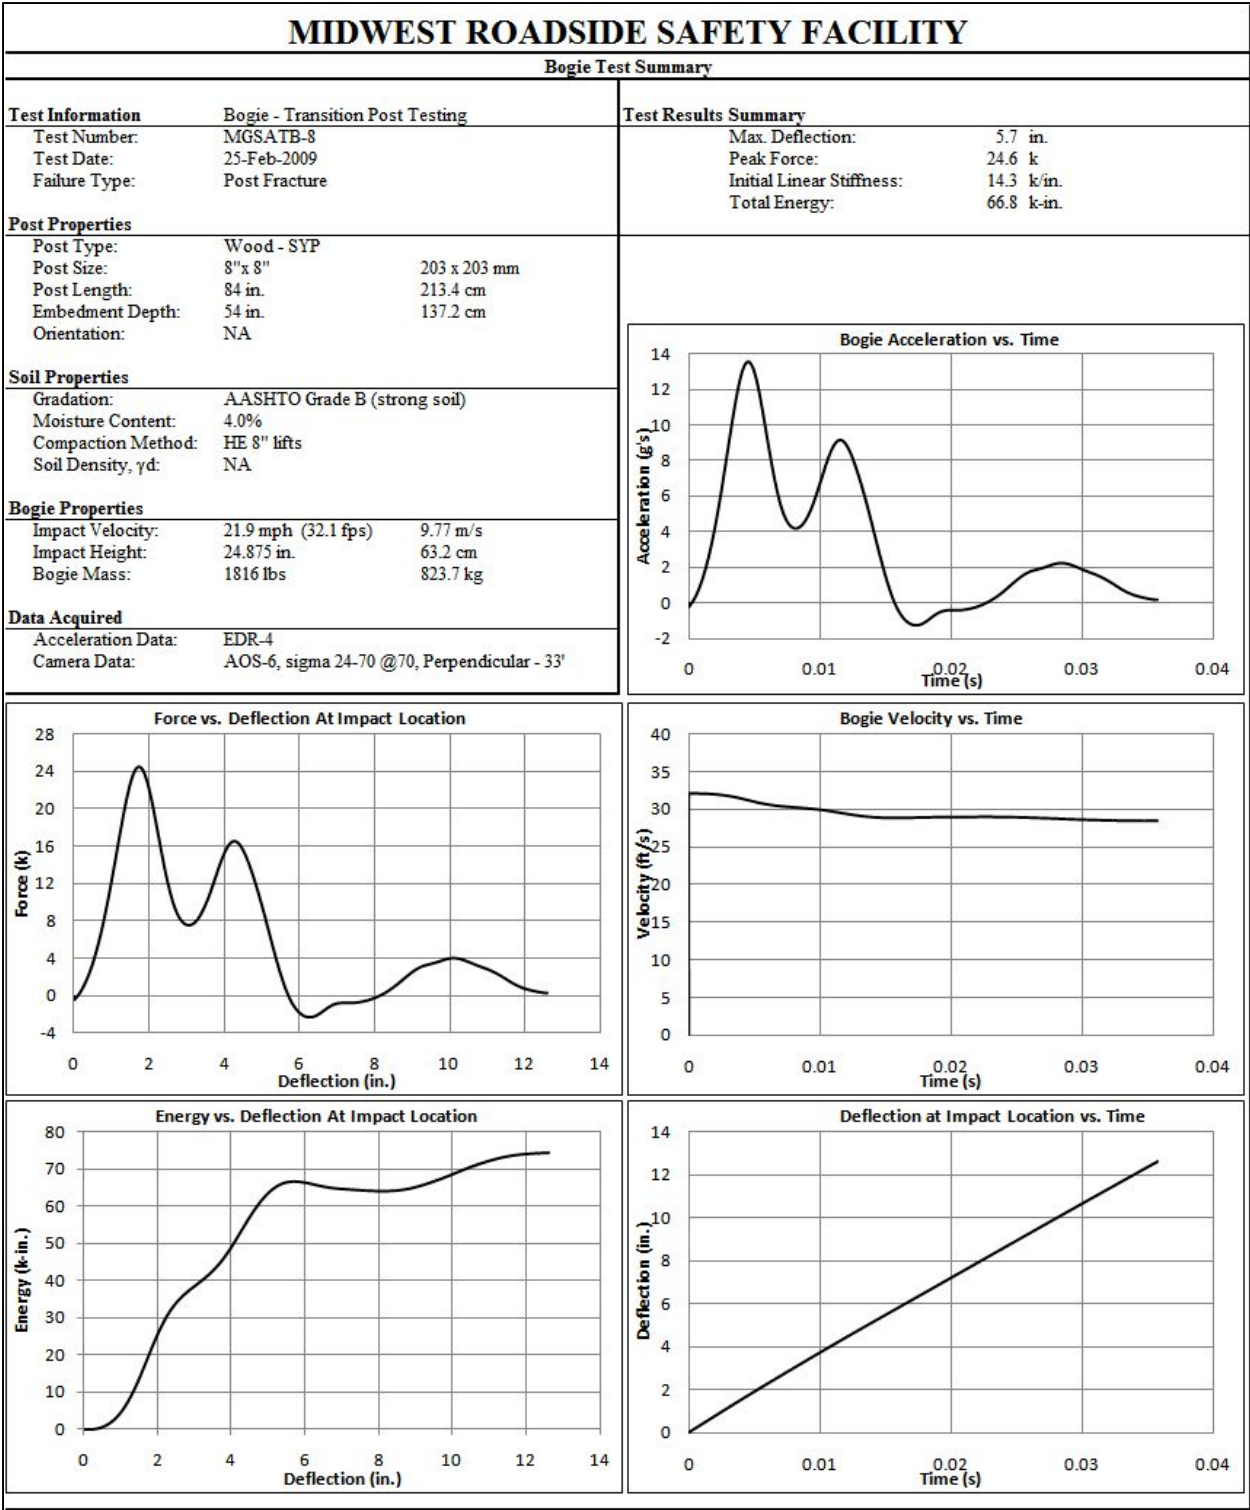 MIDWEST ROADSIDE SAFETY FACILITY
Bogie Test Summary
Test Information Bogie - Transition Post Testing
Test Number: MGSATB-8
Test Date: 25-Feb-2009
Failure Type: Post Fracture
Post Properties
Post Type: Wood - SYP
Post Size: 8"x 8" 203 x 203 mm
Post Length: 84 in. 213.4 cm
Embedment Depth: 54 in. 137.2 cm
Orientation: NA
Soil Properties
Gradation: AASHTO Grade B (strong soil)
Moisture Content: 4.0%
Compaction Method: HE 8" lifts
Soil Density, γd: NA
Bogie Properties
Impact Velocity: 21.9 mph (32.1 fps) 9.77 m/s
Impact Height: 24.875 in. 63.2 cm
Bogie Mass: 1816 lbs 823.7 kg
Data Acquired
Acceleration Data: EDR-4
Camera Data: AOS-6, sigma 24-70 @70, Perpendicular - 33'
Test Results Summary
Max. Deflection: 5.7 in.
Peak Force: 24.6 k
Initial Linear Stiffness: 14.3 k/in.
Total Energy: 66.8 k-in.
Bogie Acceleration vs. Time
Acceleration (g's)
14
12
10
8
6
4
2
0
-2
0 0.01 0.02 0.03 0.04
Time (s)
Force vs. Deflection At Impact Location
Force (k)
28
24
20
16
12
8
4
0
-4
0 2 4 6 8 10 12 14
Deflection (in.)
Bogie Velocity vs. Time
Velocity (ft/s)
40
35
30
25
20
15
10
5
0
0 0.01 0.02 0.03 0.04
Time (s)
Energy vs. Deflection At Impact Location
Energy (k-in.)
80
70
60
50
40
30
20
10
0
0 2 4 6 8 10 12 14
Deflection (in.)
Deflection at Impact Location vs. Time
Deflection (in.)
14
12
10
8
6
4
2
0
0 0.01 0.02 0.03 0.04
Time (s)